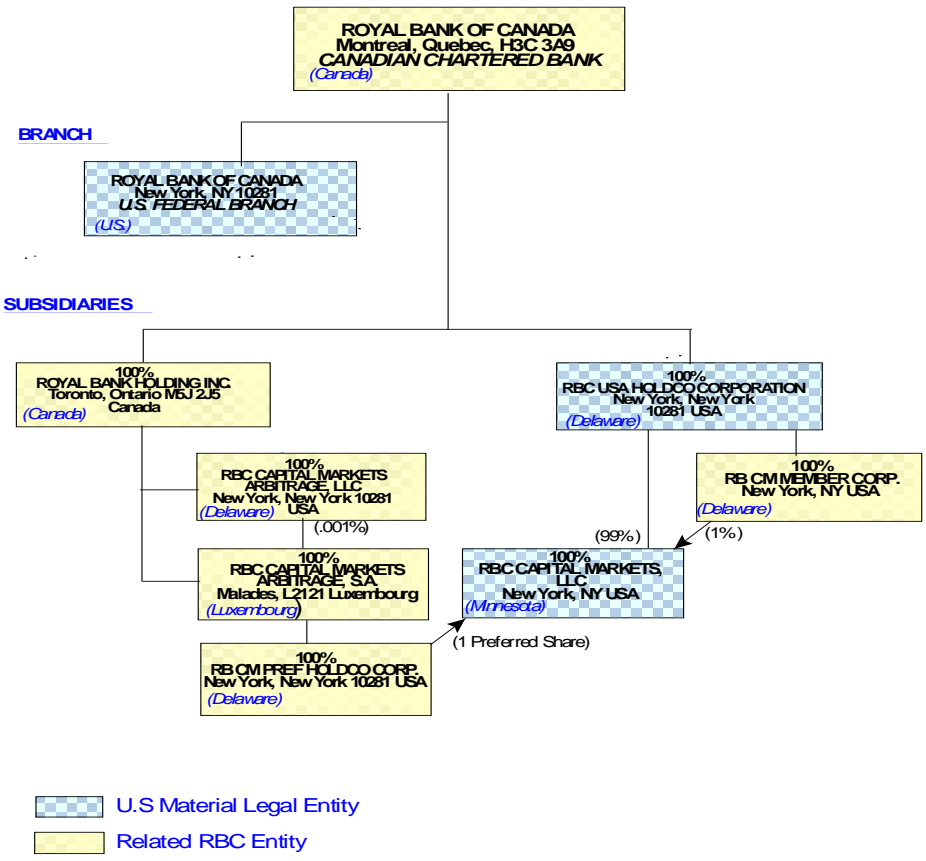 ROYAL BANK OF CANADA
Montreal, Quebec, H3C 3A9
CANADIAN CHARTERED BANK
(Canada)
BRANCH
ROYAL BANK OF CANADA
New York, NY 10281
U.S. FEDERAL BRANCH
(U.S.)
SUBSIDIARIES
100%
ROYAL BANK HOLDING INC.
Toronto, Ontario M5J 2J5
Canada
(Canada)
100%
RBC USA HOLDCO CORPORATION
New York, New York
10281 USA
(Delaware)
100%
RBC CAPITAL MARKETS
ARBITRAGE, LLC
New York, New York 10281
USA
(Delaware)
(.001%)
100%
RB CM MEMBER CORP.
New York, NY USA
(Delaware)
(99%)
(1%)
100%
RBC CAPITAL MARKETS
ARBITRAGE, S.A.
Malades, L2121 Luxembourg
(Luxembourg)
100%
RBC CAPITAL MARKETS,
LLC
New York, NY USA
(Minnesota)
(1 Preferred Share)
100%
RB CM PREF HOLDCO CORP.
New York, New York 10281 USA
(Delaware)
U.S Material Legal Entity
Related RBC Entity